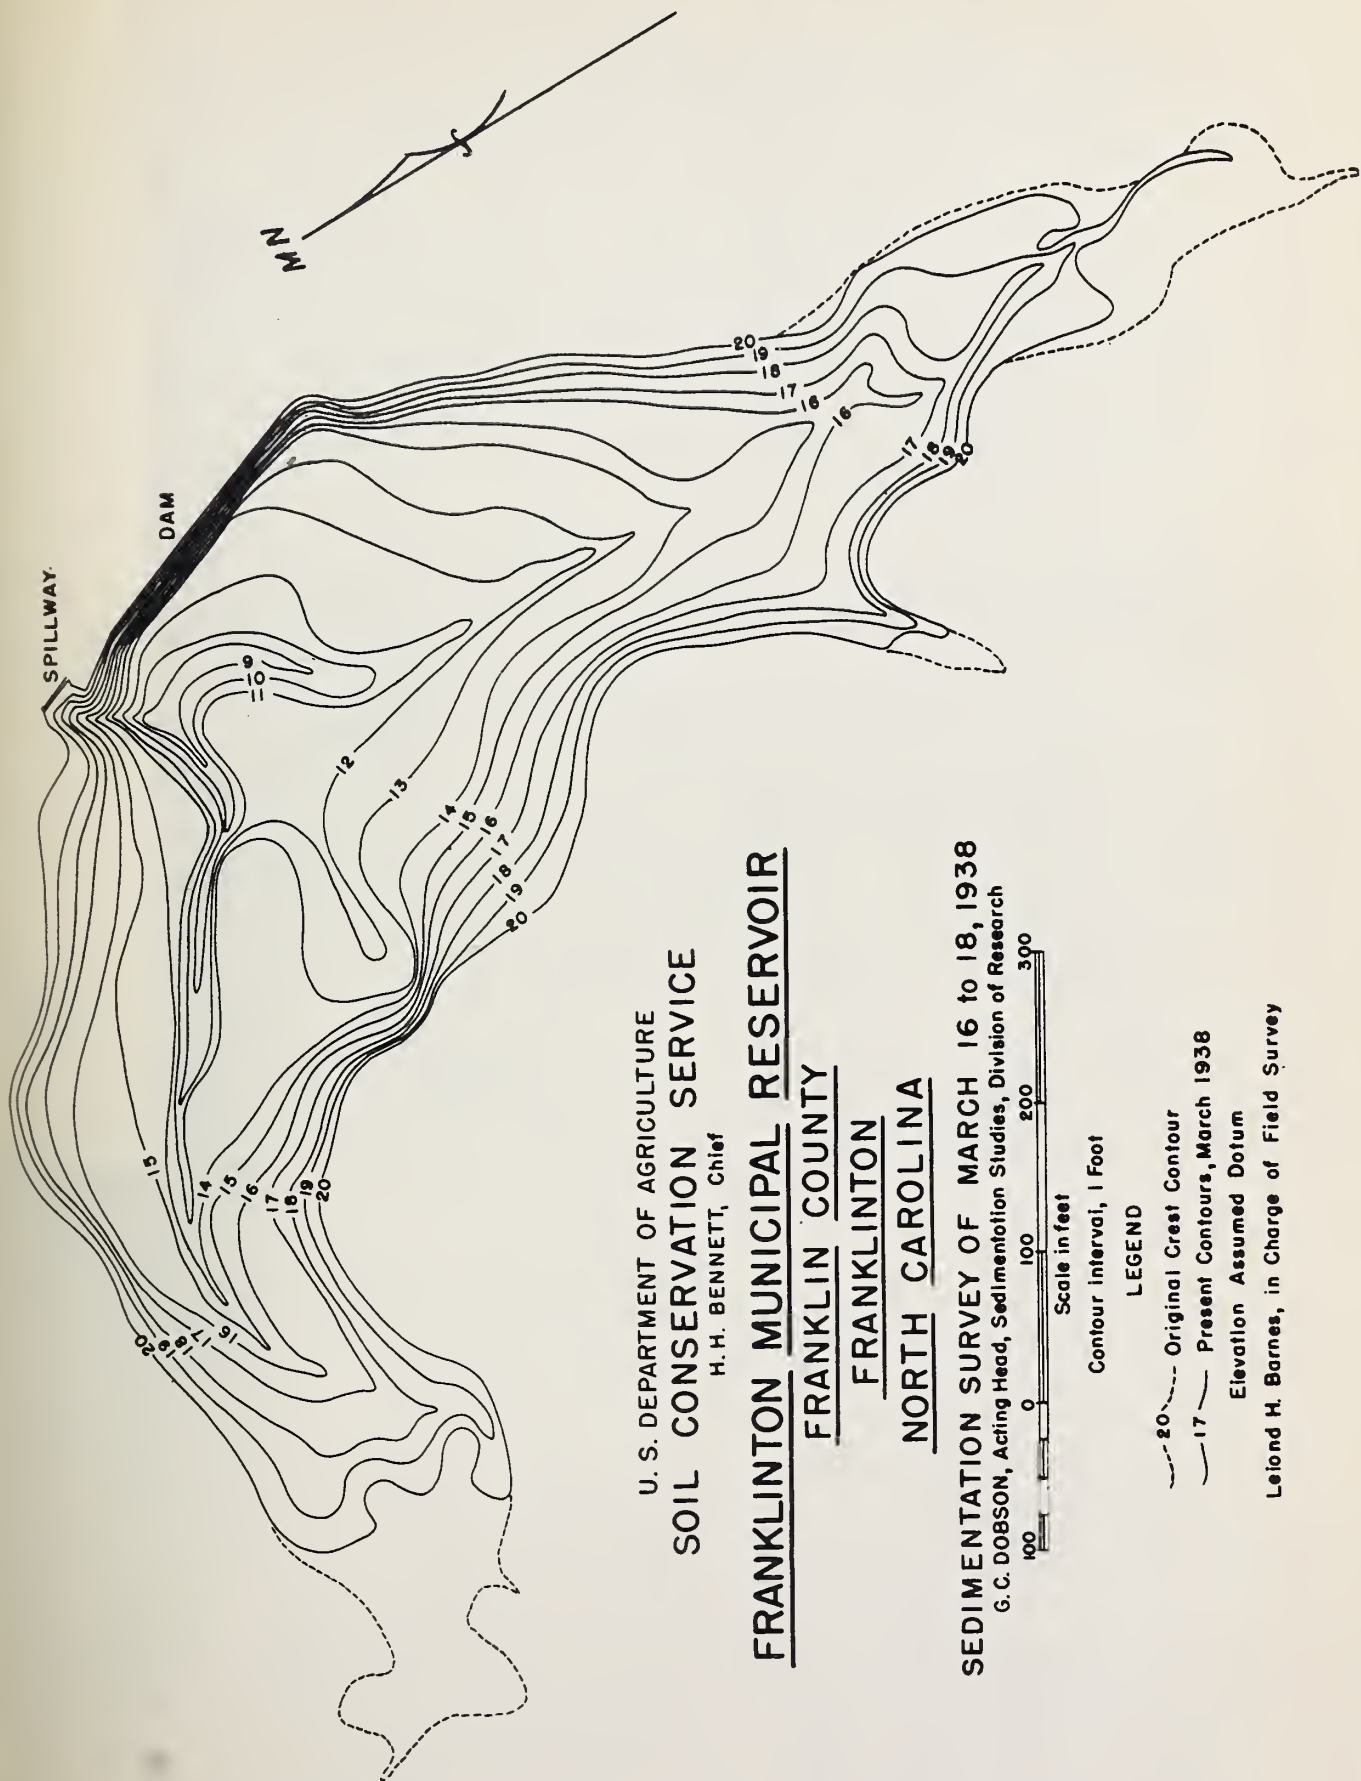 SPILLWAY
DAM
MN
20
19
18
17
16
16
17
18
19
20
9
10
11
12
13
14
15
16
17
18
19
20
15
14
15
16
17
18
19
20
20
19
18
17
16
U. S. DEPARTMENT OF AGRICULTURE
SOIL CONSERVATION SERVICE
H. H. BENNETT, Chief
FRANKLINTON MUNICIPAL RESERVOIR
FRANKLIN COUNTY
FRANKLINTON
NORTH CAROLINA
SEDIMENTATION SURVEY OF MARCH 16 to 18, 1938
G. C. DOBSON, Acting Head, Sedimentation Studies, Division of Research
100 0 100 200 300
Scale in feet
Contour interval, 1 Foot
LEGEND
20 Original Crest Contour
17 Present Contours, March 1938
Elevation Assumed Datum
Leland H. Barnes, in Charge of Field Survey